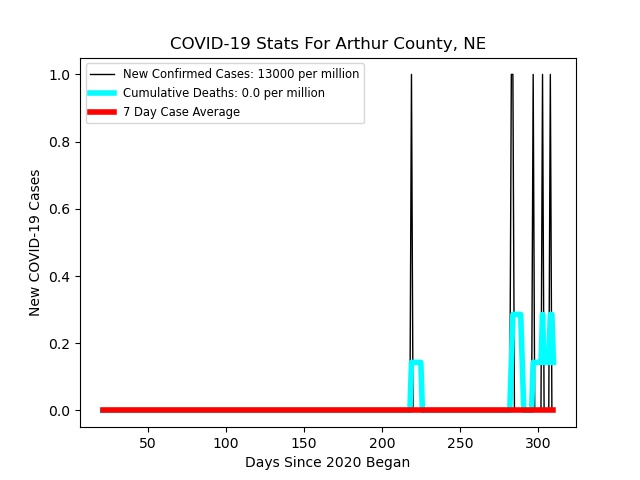 COVID-19 Stats For Arthur County, NE
New Confirmed Cases: 13000 per million
Cumulative Deaths: 0.0 per million
7 Day Case Average
1.0
0.8
0.6
0.4
0.2
0.0
New COVID-19 Cases
50 100 150 200 250 300
Days Since 2020 Began